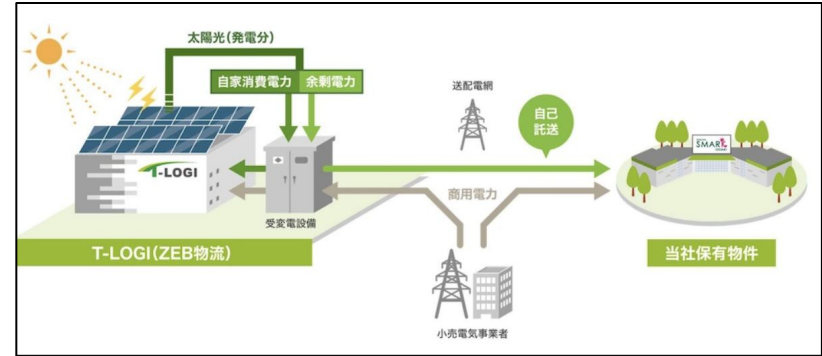 太陽光(発電分)
自家消費電力
余剰電力
送配電網
自己
託送
T-LOGI
SMART
商用電力
受変電設備
T-LOGI(ZEB物流)
当社保有物件
小売電気事業者